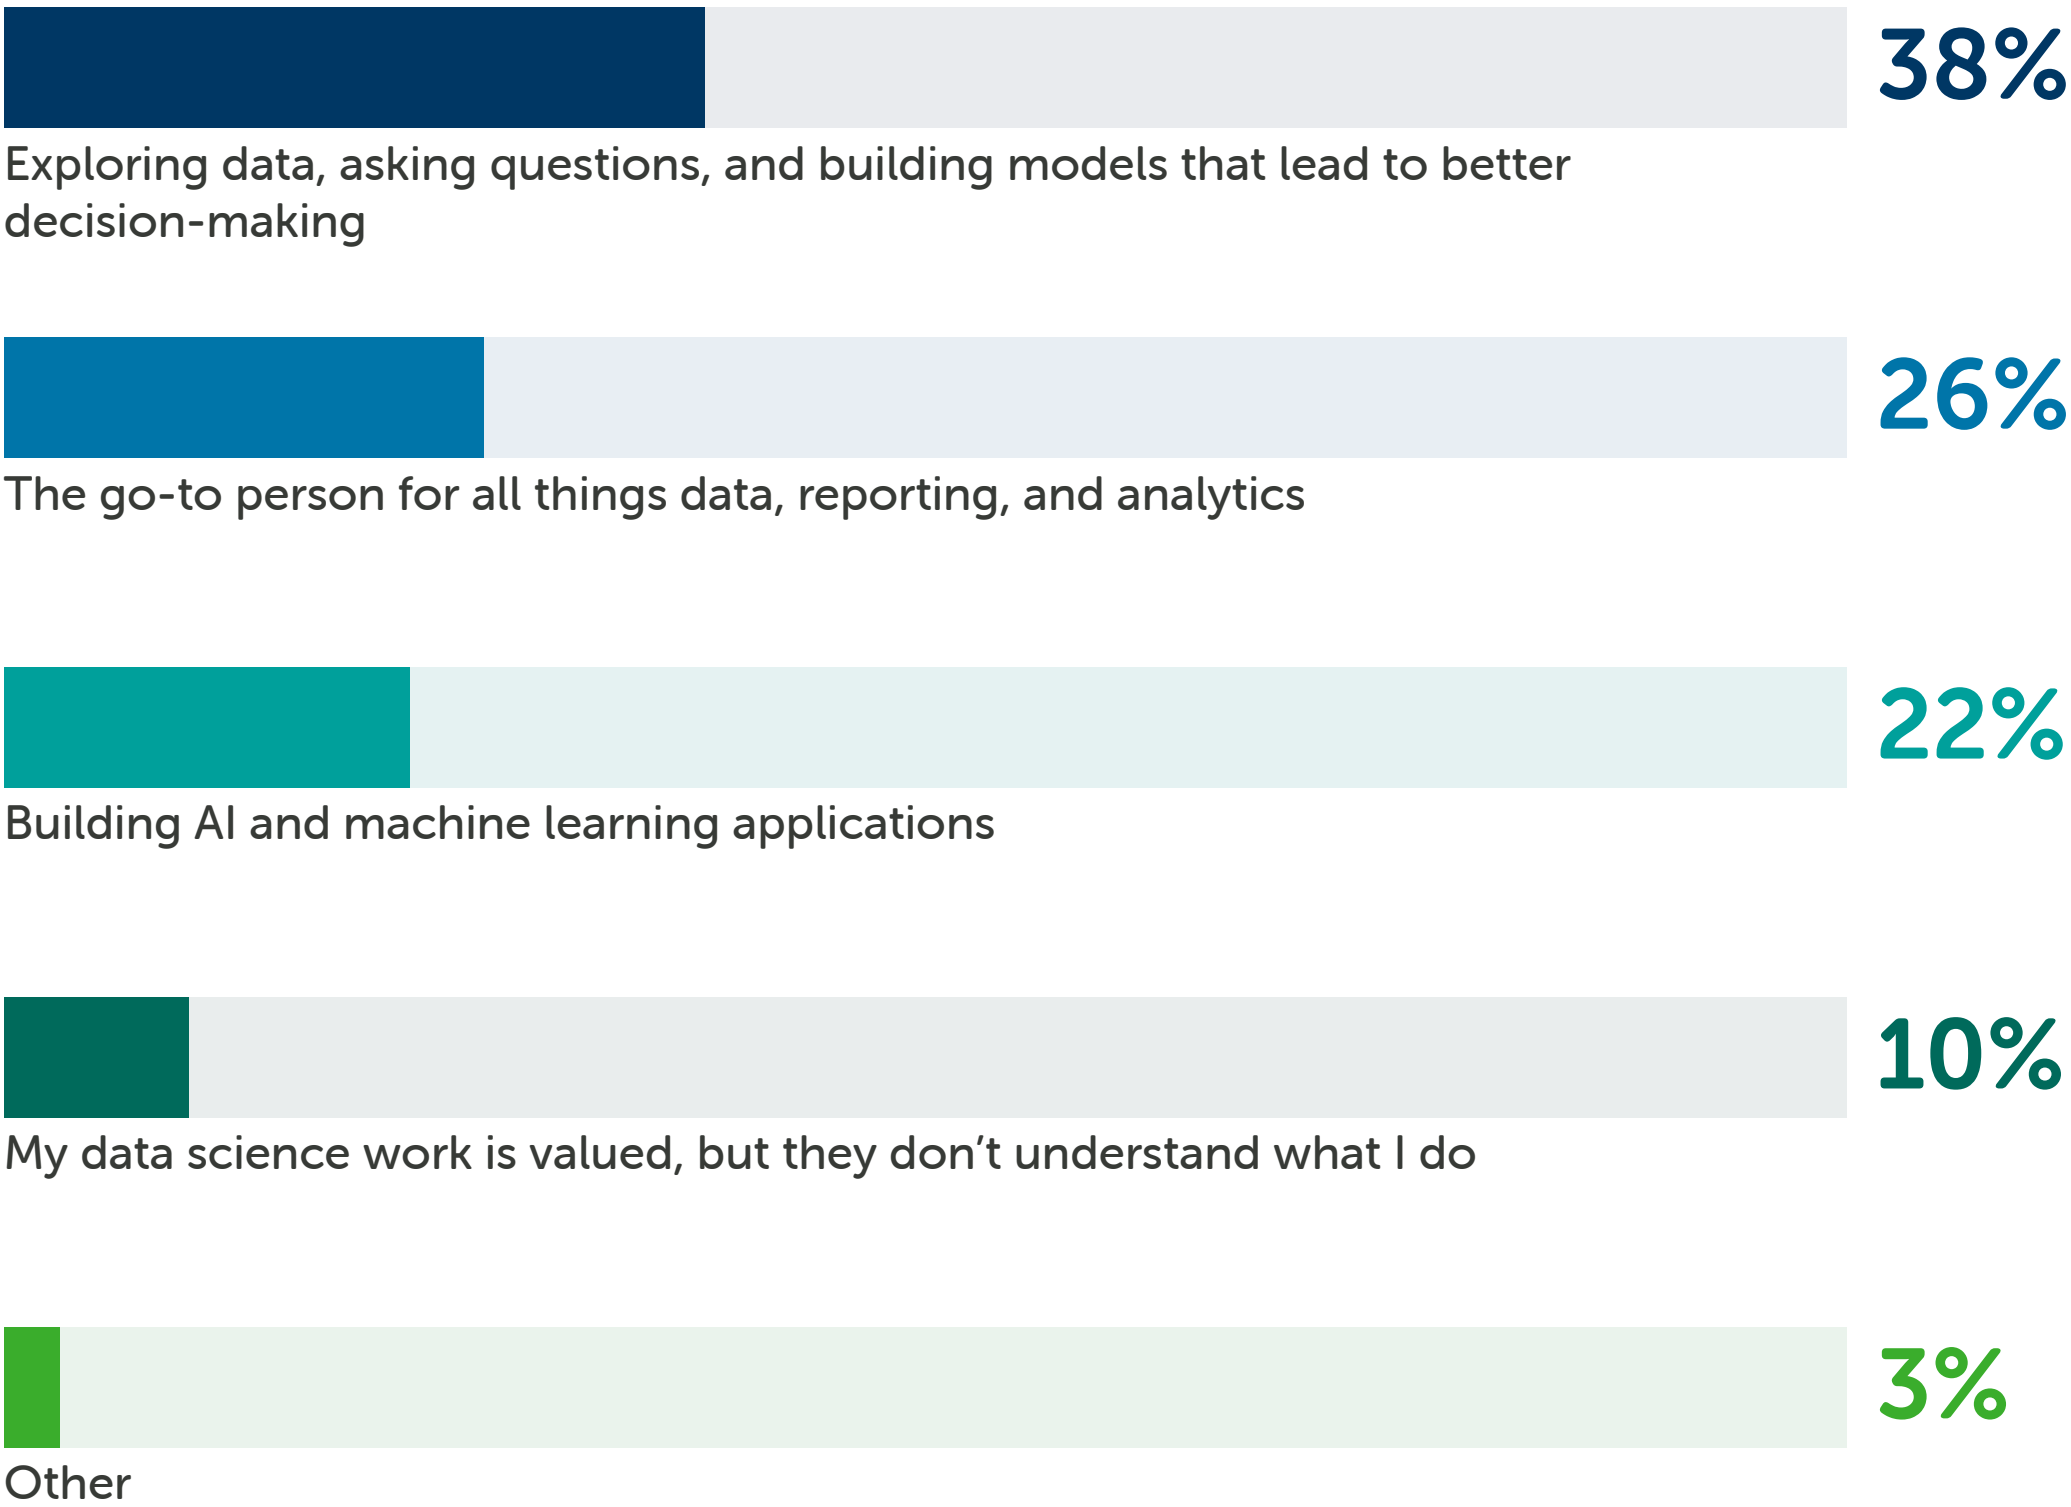 38%
Exploring data, asking questions, and building models that lead to better
decision-making
26%
The go-to person for all things data, reporting, and analytics
22%
Building AI and machine learning applications
10%
My data science work is valued, but they don’t understand what I do
3%
Other